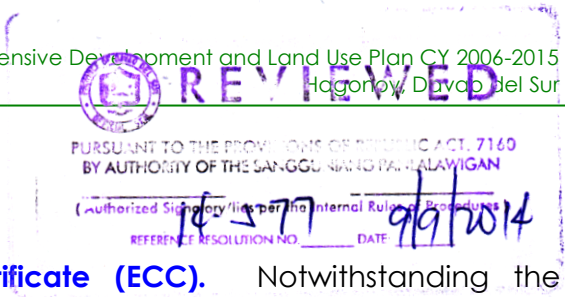 ensive Development and Land Use Plan CY 2006-2015
Hagonoy, Davao del Sur
REVIEWED
PURSUANT TO THE PROVISIONS OF REPUBLIC ACT. 7160
BY AUTHORITY OF THE SANGGUNIANG PANLALAWIGAN
(Authorized Signatory/ies per the Internal Rules of Procedures)
REFERENCE RESOLUTION NO. 14-577 DATE: 9/9/2014
tificate (ECC). Notwithstanding the